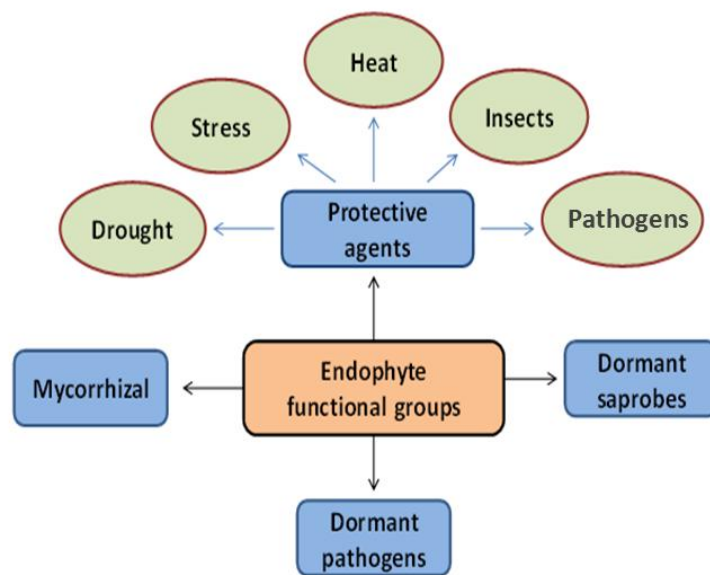 Heat
Stress
Insects
Drought
Protective
agents
Pathogens
Mycorrhizal
Endophyte
functional groups
Dormant
saprobes
Dormant
pathogens